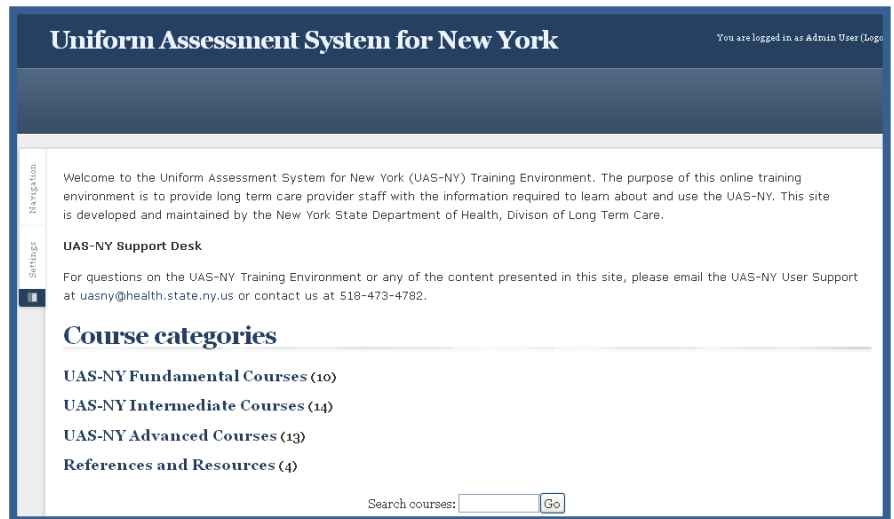 Uniform Assessment System for New York
You are logged in as Admin User (Logo
Navigation
Settings
Welcome to the Uniform Assessment System for New York (UAS-NY) Training Environment. The purpose of this online training
environment is to provide long term care provider staff with the information required to learn about and use the UAS-NY. This site
is developed and maintained by the New York State Department of Health, Divison of Long Term Care.
UAS-NY Support Desk
For questions on the UAS-NY Training Environment or any of the content presented in this site, please email the UAS-NY User Support
at uasny@health.state.ny.us or contact us at 518-473-4782.
Course categories
UAS-NY Fundamental Courses (10)
UAS-NY Intermediate Courses (14)
UAS-NY Advanced Courses (13)
References and Resources (4)
Search courses: Go